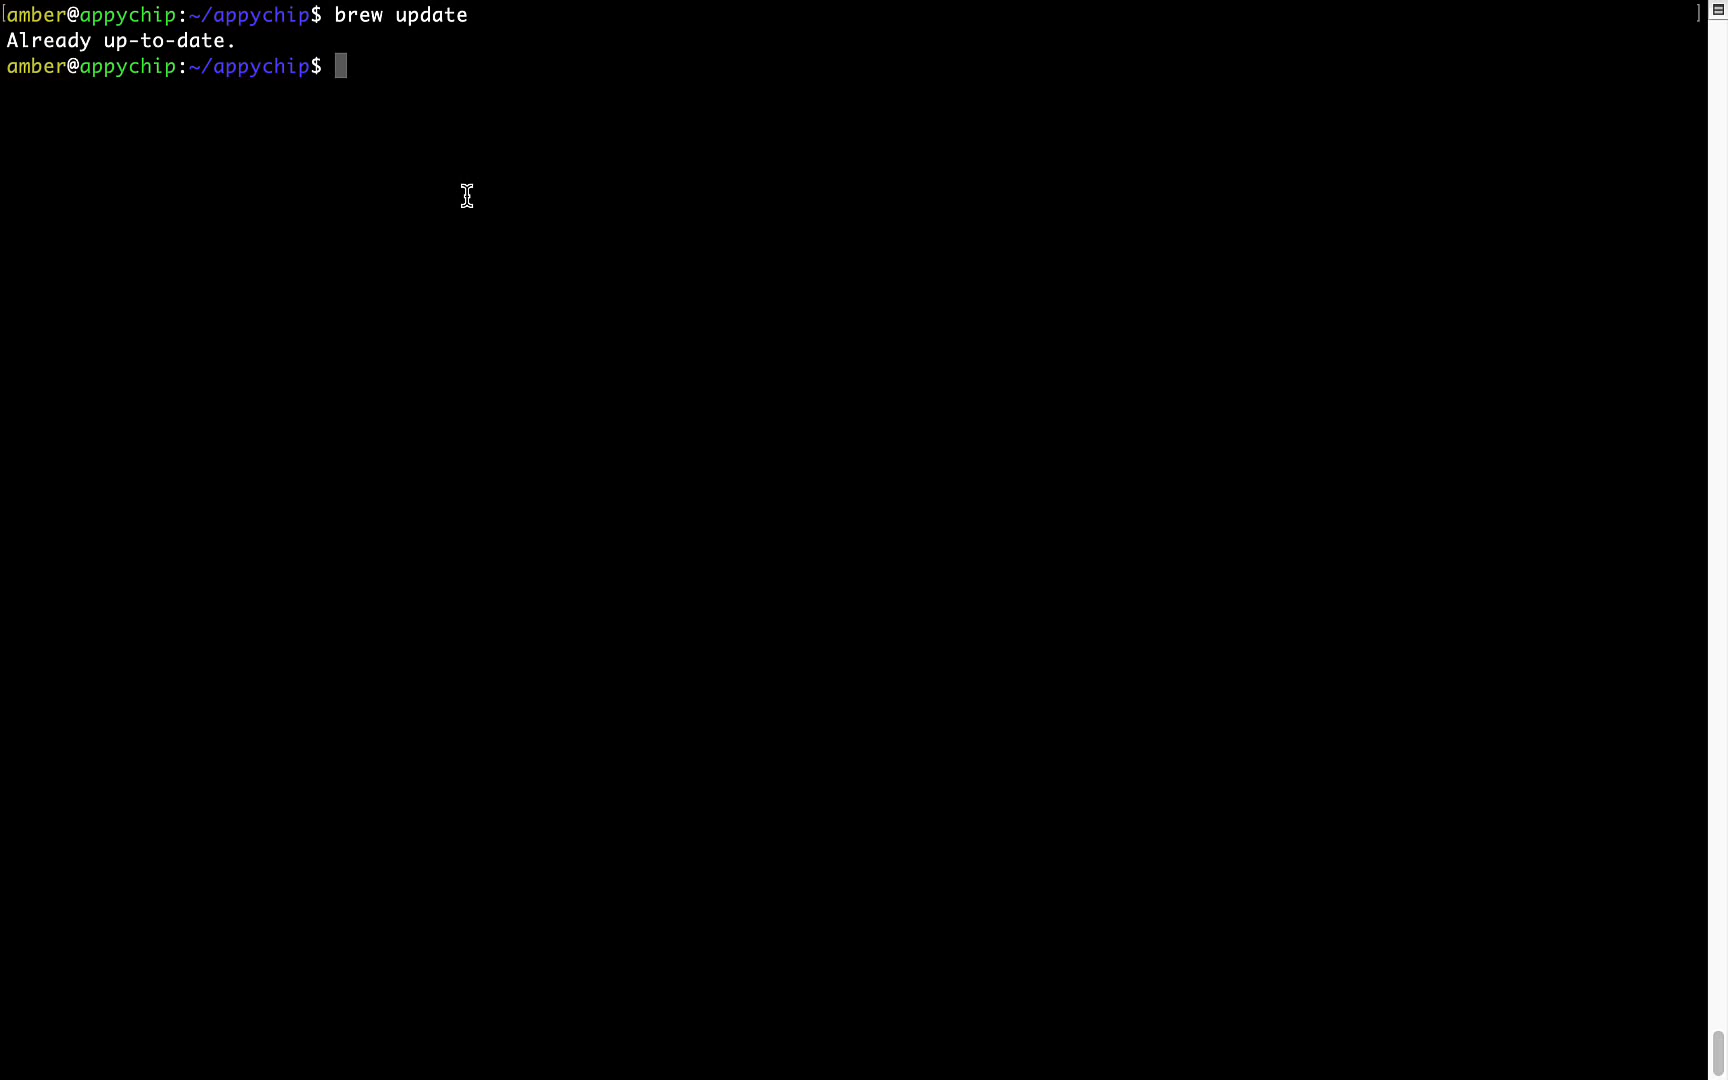 [amber@appychip:~/appychip$ brew update ]
Already up-to-date.
amber@appychip:~/appychip$